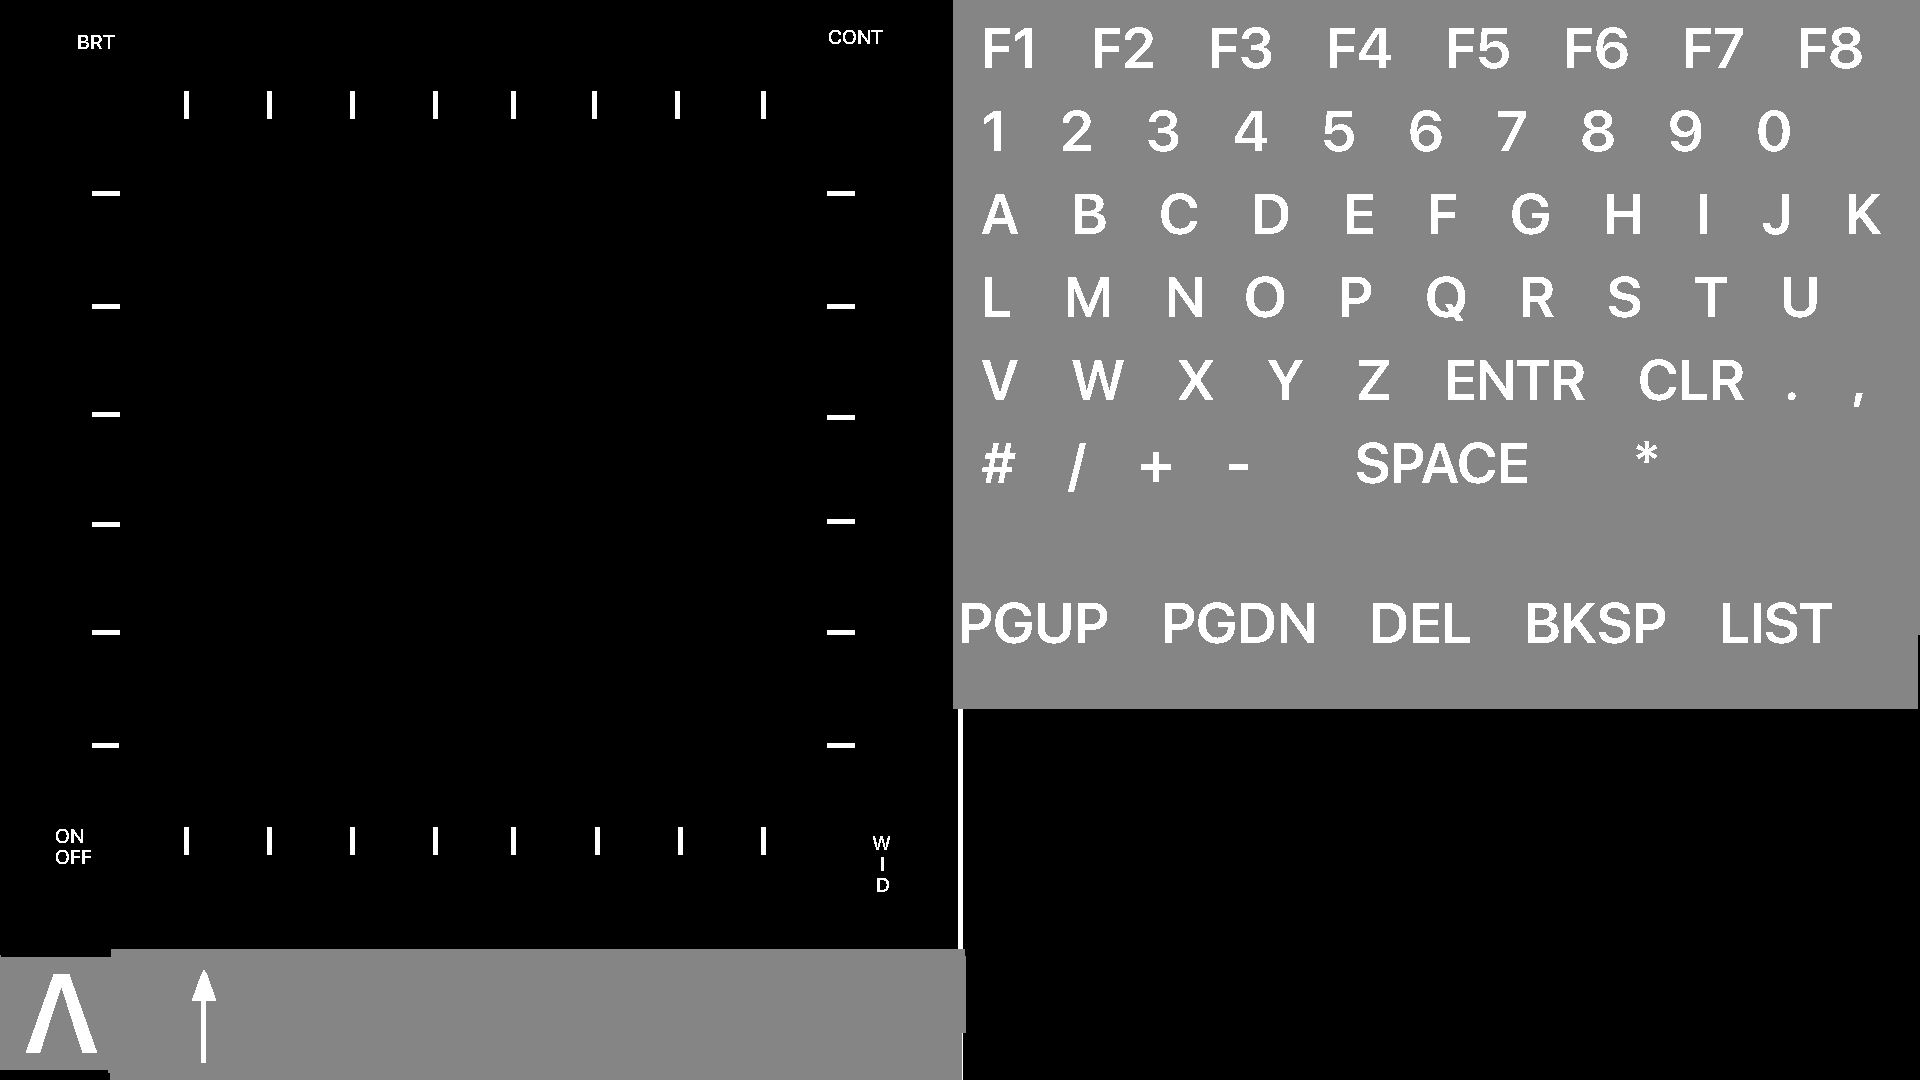 BRT
CONT
ON
OFF
W
I
D
Λ
F1 F2 F3 F4 F5 F6 F7 F8
1 2 3 4 5 6 7 8 9 0
A B C D E F G H I J K
L M N O P Q R S T U
V W X Y Z ENTR CLR . ,
# / + - SPACE *
PGUP PGDN DEL BKSP LIST